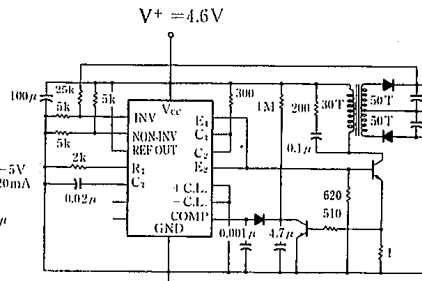 V⁺ = 4.6V
100μ
25k
5k
5k
5k
2k
0.02μ
−5V
20mA
μ
Vcc
INV
NON-INV
REF OUT
E₁
C₁
C₂
E₂
+C.L.
−C.L.
COMP
GND
300
1M
200
30T
0.1μ
50T
50T
620
510
0.001μ
4.7μ
1